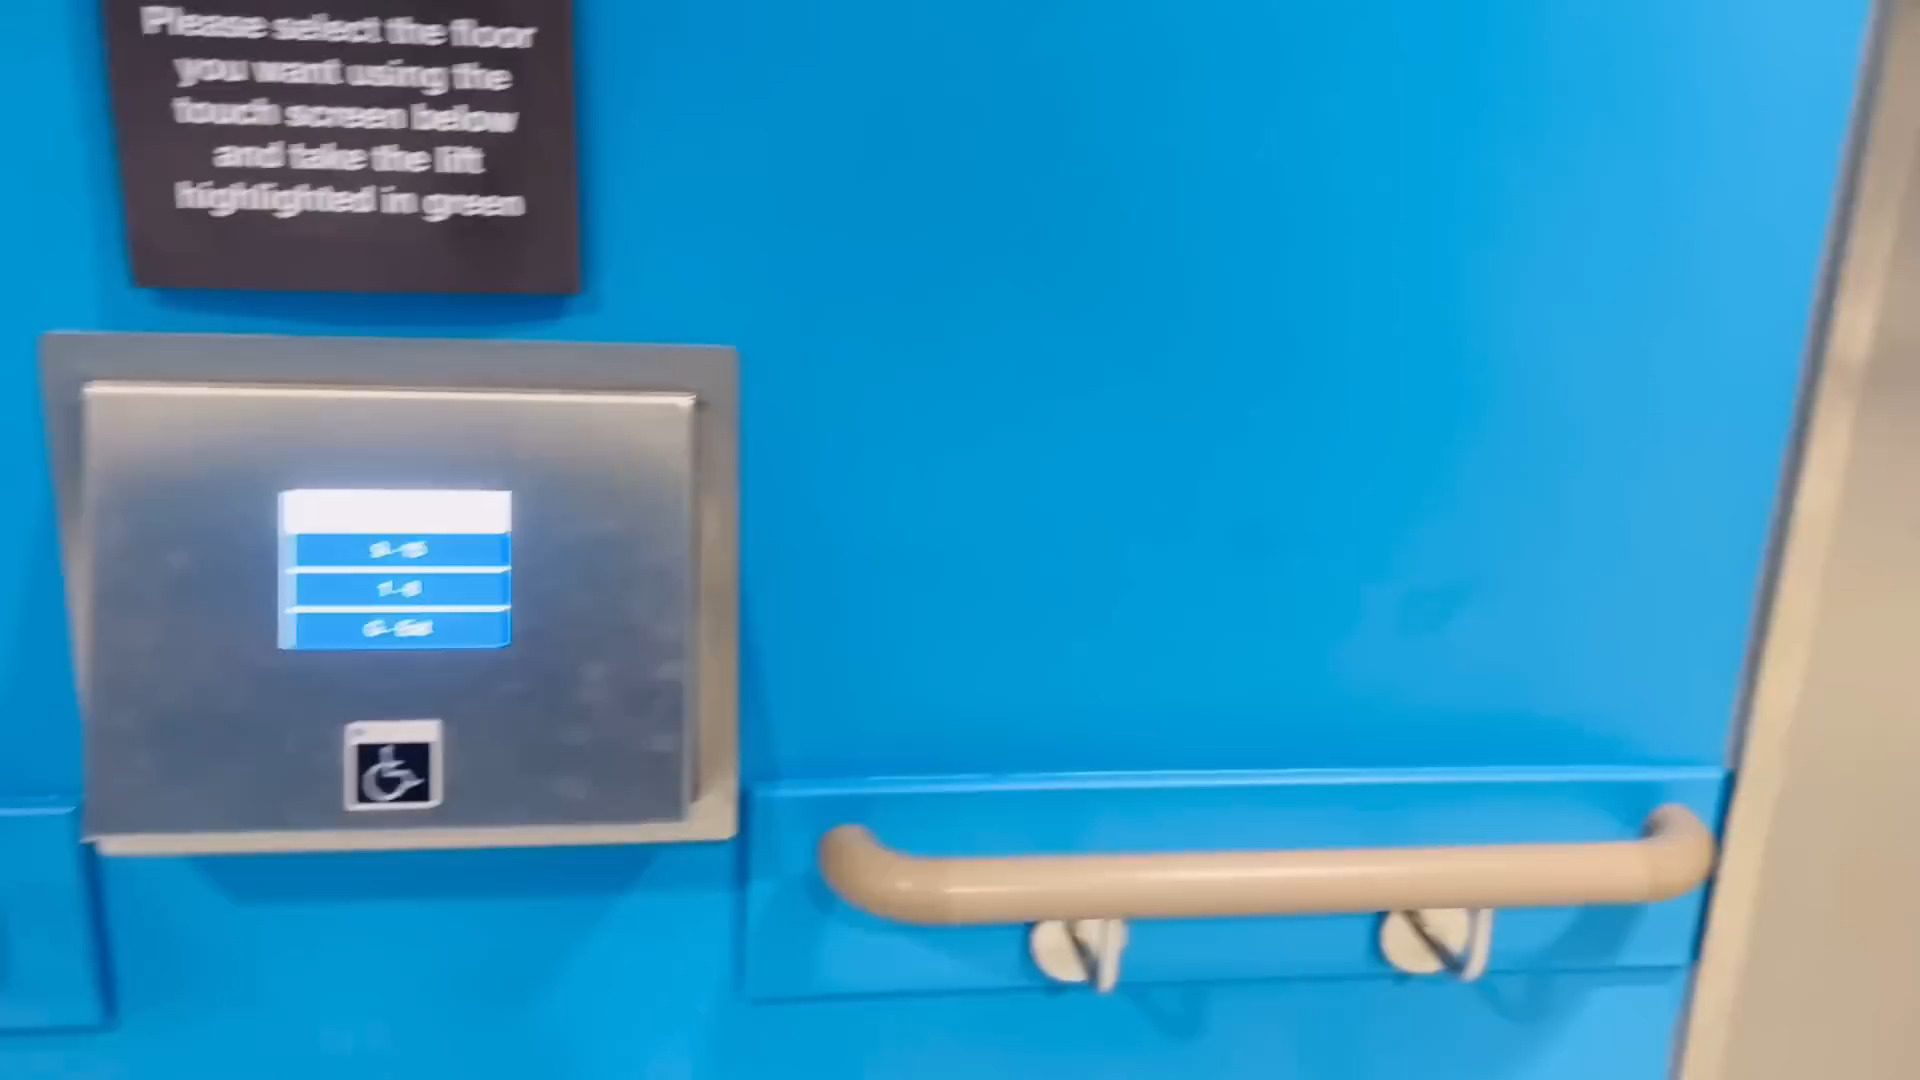 Please select the floor
you want using the
touch screen below
and take the lift
highlighted in green